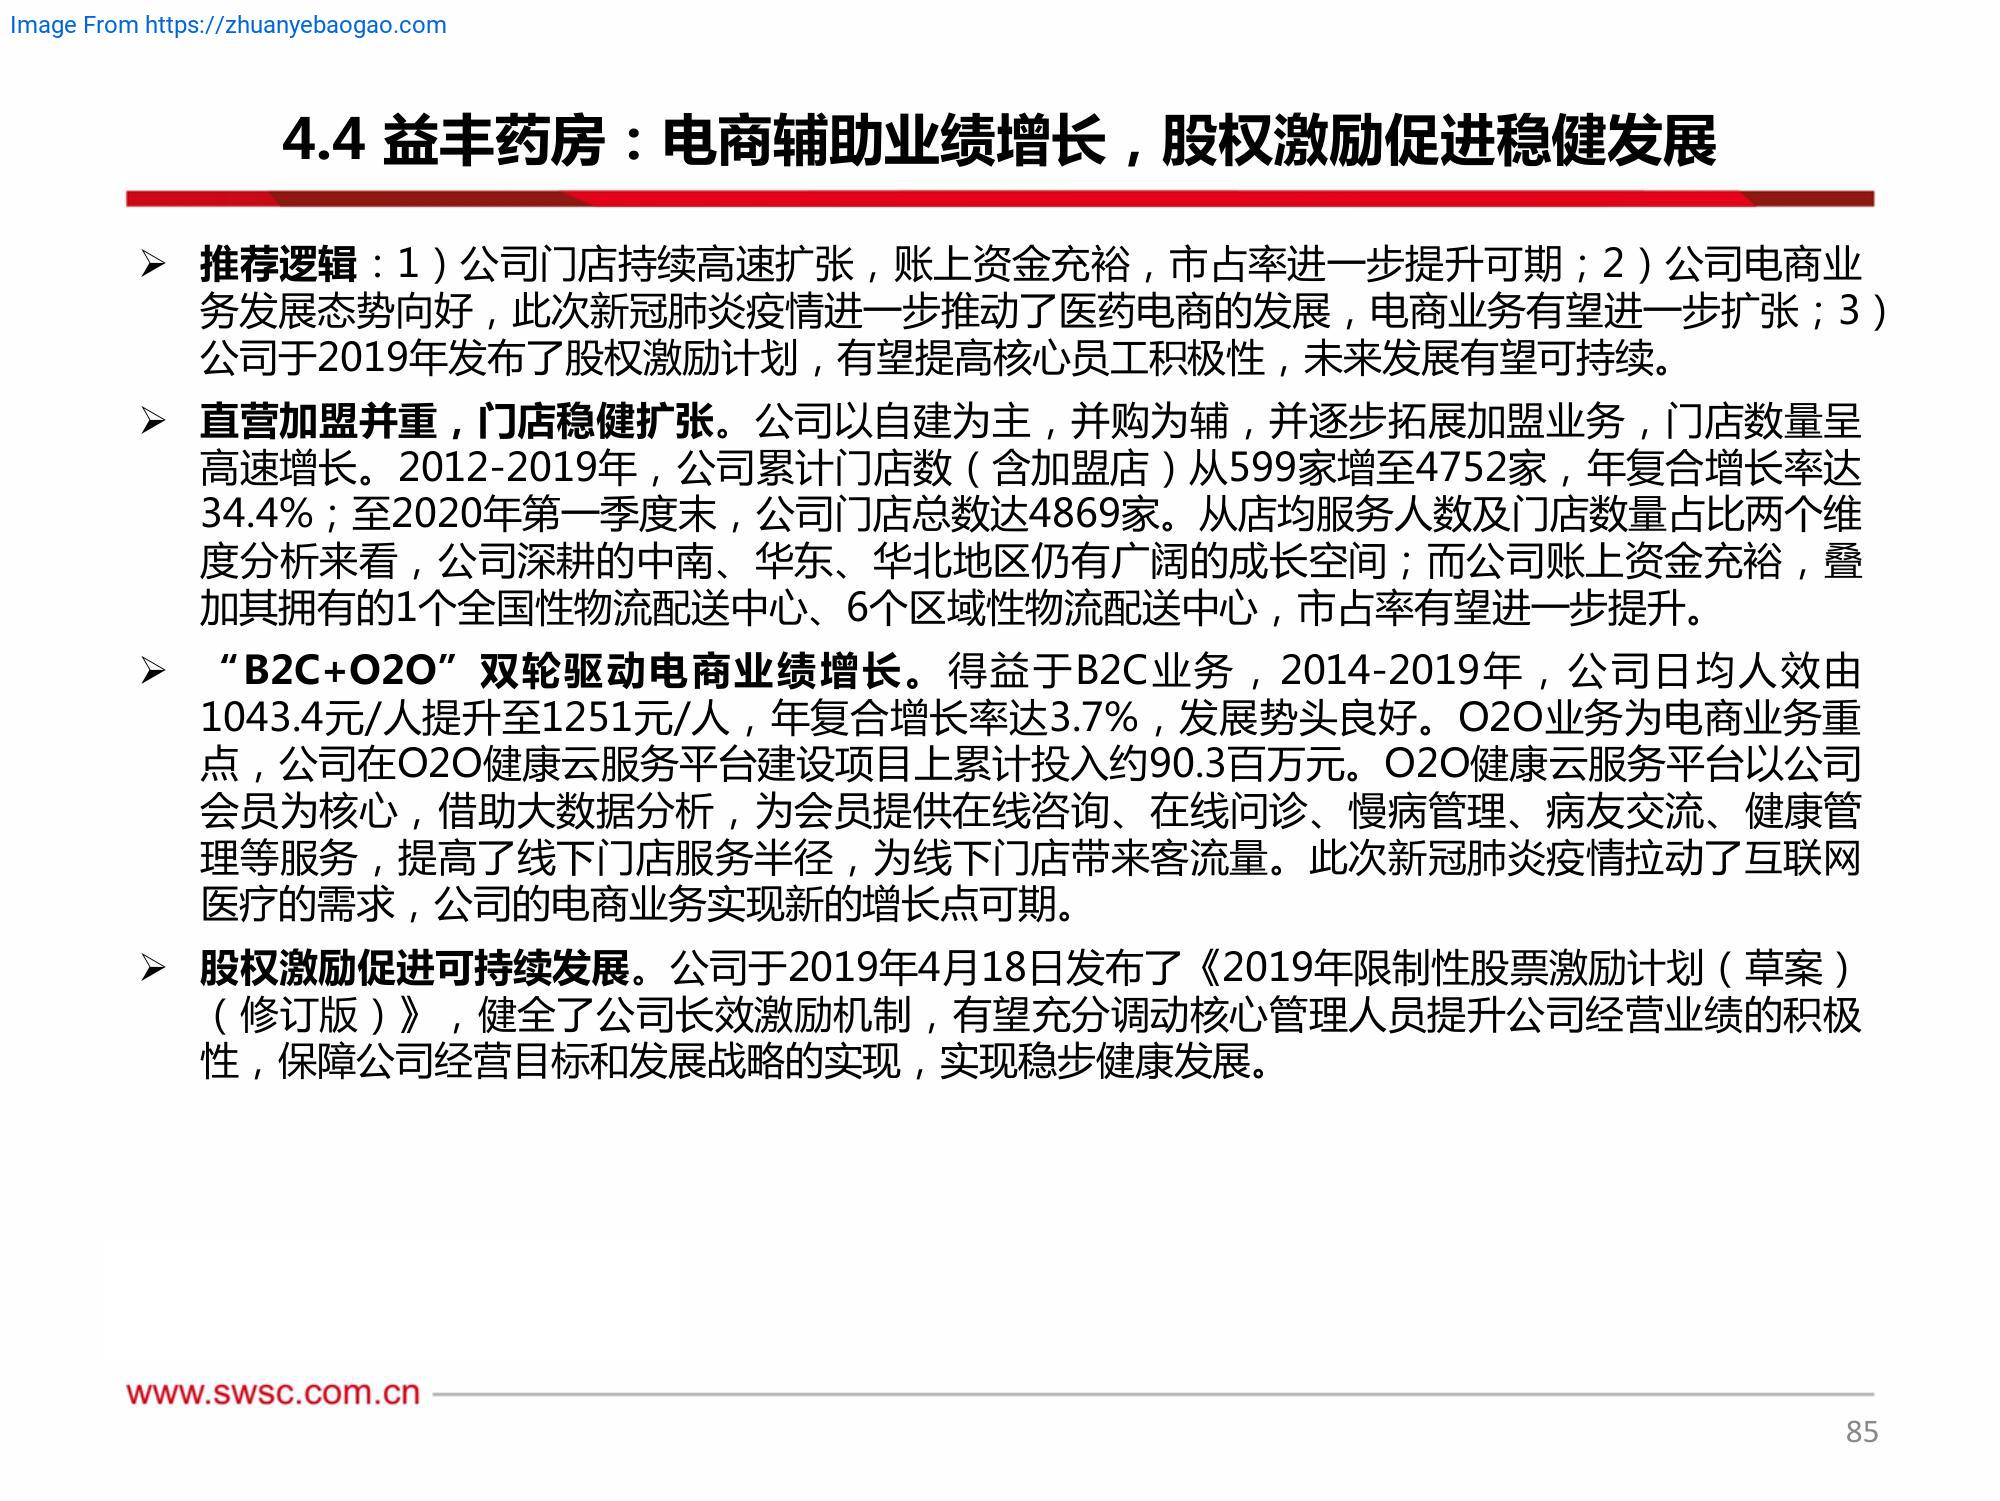 Image From https://zhuanyebaogao.com
4.4 益丰药房：电商辅助业绩增长，股权激励促进稳健发展
➢ 推荐逻辑：1）公司门店持续高速扩张，账上资金充裕，市占率进一步提升可期；2）公司电商业
务发展态势向好，此次新冠肺炎疫情进一步推动了医药电商的发展，电商业务有望进一步扩张；3）
公司于2019年发布了股权激励计划，有望提高核心员工积极性，未来发展有望可持续。
➢ 直营加盟并重，门店稳健扩张。公司以自建为主，并购为辅，并逐步拓展加盟业务，门店数量呈
高速增长。2012-2019年，公司累计门店数（含加盟店）从599家增至4752家，年复合增长率达
34.4%；至2020年第一季度末，公司门店总数达4869家。从店均服务人数及门店数量占比两个维
度分析来看，公司深耕的中南、华东、华北地区仍有广阔的成长空间；而公司账上资金充裕，叠
加其拥有的1个全国性物流配送中心、6个区域性物流配送中心，市占率有望进一步提升。
➢ “B2C+O2O”双轮驱动电商业绩增长。得益于B2C业务，2014-2019年，公司日均人效由
1043.4元/人提升至1251元/人，年复合增长率达3.7%，发展势头良好。O2O业务为电商业务重
点，公司在O2O健康云服务平台建设项目上累计投入约90.3百万元。O2O健康云服务平台以公司
会员为核心，借助大数据分析，为会员提供在线咨询、在线问诊、慢病管理、病友交流、健康管
理等服务，提高了线下门店服务半径，为线下门店带来客流量。此次新冠肺炎疫情拉动了互联网
医疗的需求，公司的电商业务实现新的增长点可期。
➢ 股权激励促进可持续发展。公司于2019年4月18日发布了《2019年限制性股票激励计划（草案）
（修订版）》，健全了公司长效激励机制，有望充分调动核心管理人员提升公司经营业绩的积极
性，保障公司经营目标和发展战略的实现，实现稳步健康发展。
www.swsc.com.cn
85